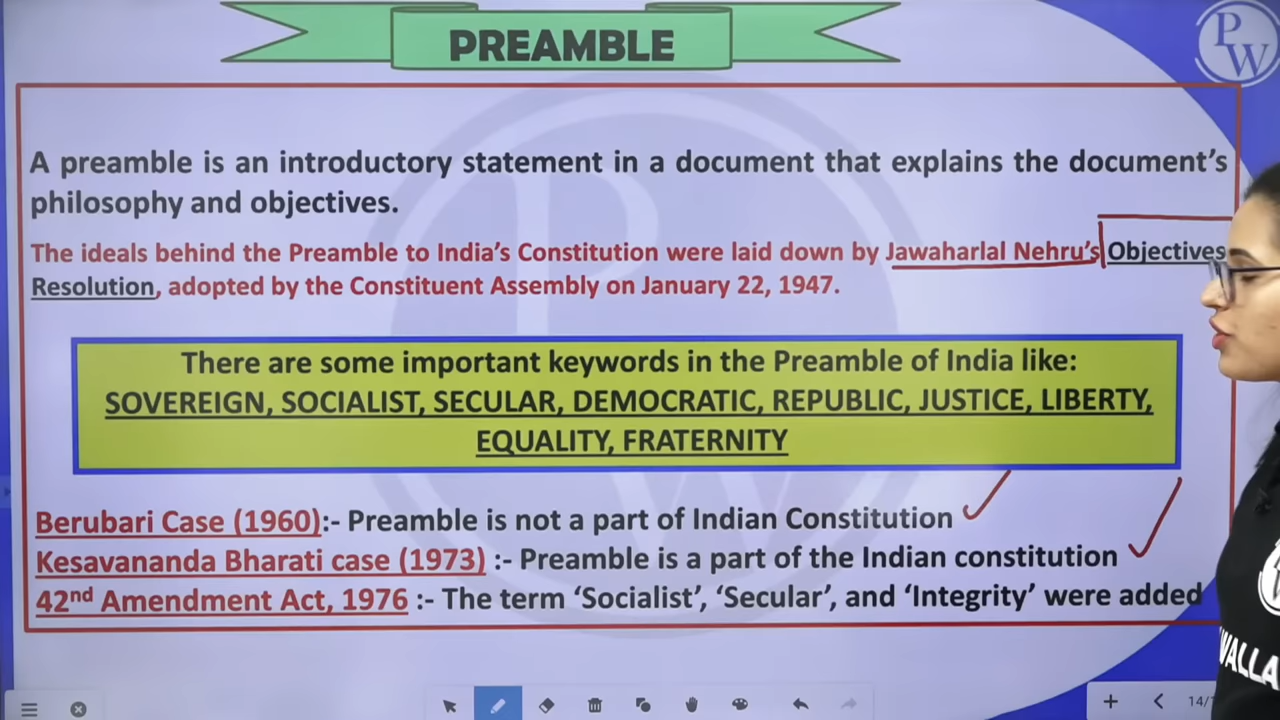 PREAMBLE
PW
A preamble is an introductory statement in a document that explains the document's
philosophy and objectives.
The ideals behind the Preamble to India's Constitution were laid down by Jawaharlal Nehru's Objectives
Resolution, adopted by the Constituent Assembly on January 22, 1947.
There are some important keywords in the Preamble of India like:
SOVEREIGN, SOCIALIST, SECULAR, DEMOCRATIC, REPUBLIC, JUSTICE, LIBERTY,
EQUALITY, FRATERNITY
Berubari Case (1960):- Preamble is not a part of Indian Constitution
Kesavananda Bharati case (1973) :- Preamble is a part of the Indian constitution
42nd Amendment Act, 1976 :- The term 'Socialist', 'Secular', and 'Integrity' were added
WALLA
14/